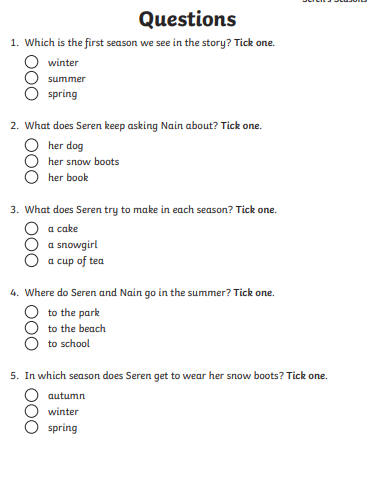 Seren's Seasons
Questions
1. Which is the first season we see in the story? Tick one.
winter
summer
spring
2. What does Seren keep asking Nain about? Tick one.
her dog
her snow boots
her book
3. What does Seren try to make in each season? Tick one.
a cake
a snowgirl
a cup of tea
4. Where do Seren and Nain go in the summer? Tick one.
to the park
to the beach
to school
5. In which season does Seren get to wear her snow boots? Tick one.
autumn
winter
spring